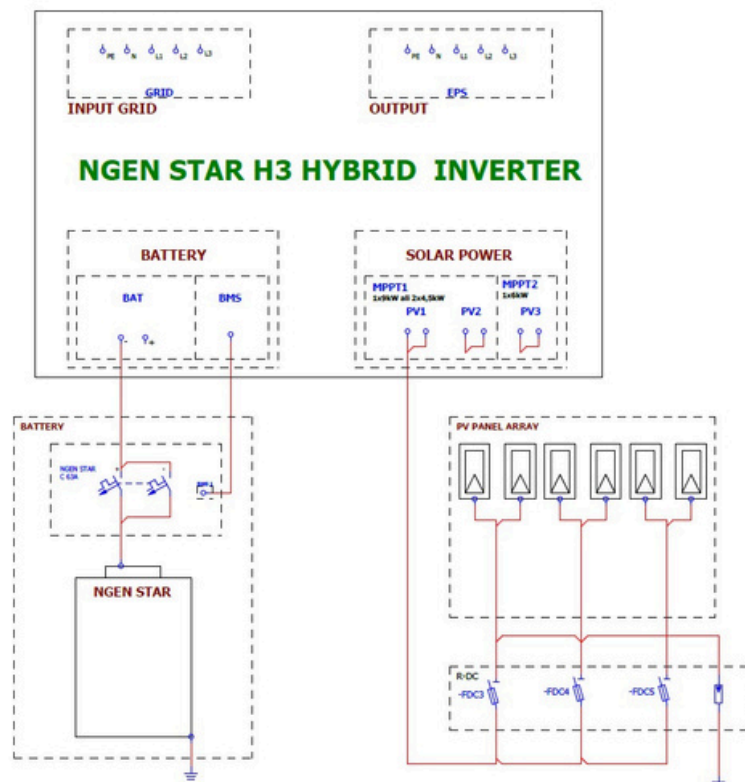 PE N L1 L2 L3
GRID
INPUT GRID
PE N L1 L2 L3
EPS
OUTPUT
NGEN STAR H3 HYBRID INVERTER
BATTERY
BAT
BMS
- +
SOLAR POWER
MPPT1
1x9kW ali 2x4,5kW
PV1
PV2
MPPT2
1x6kW
PV3
BATTERY
NGEN STAR
C 63A
NGEN STAR
PV PANEL ARRAY
R-DC
-FDC3
-FDC4
-FDC5